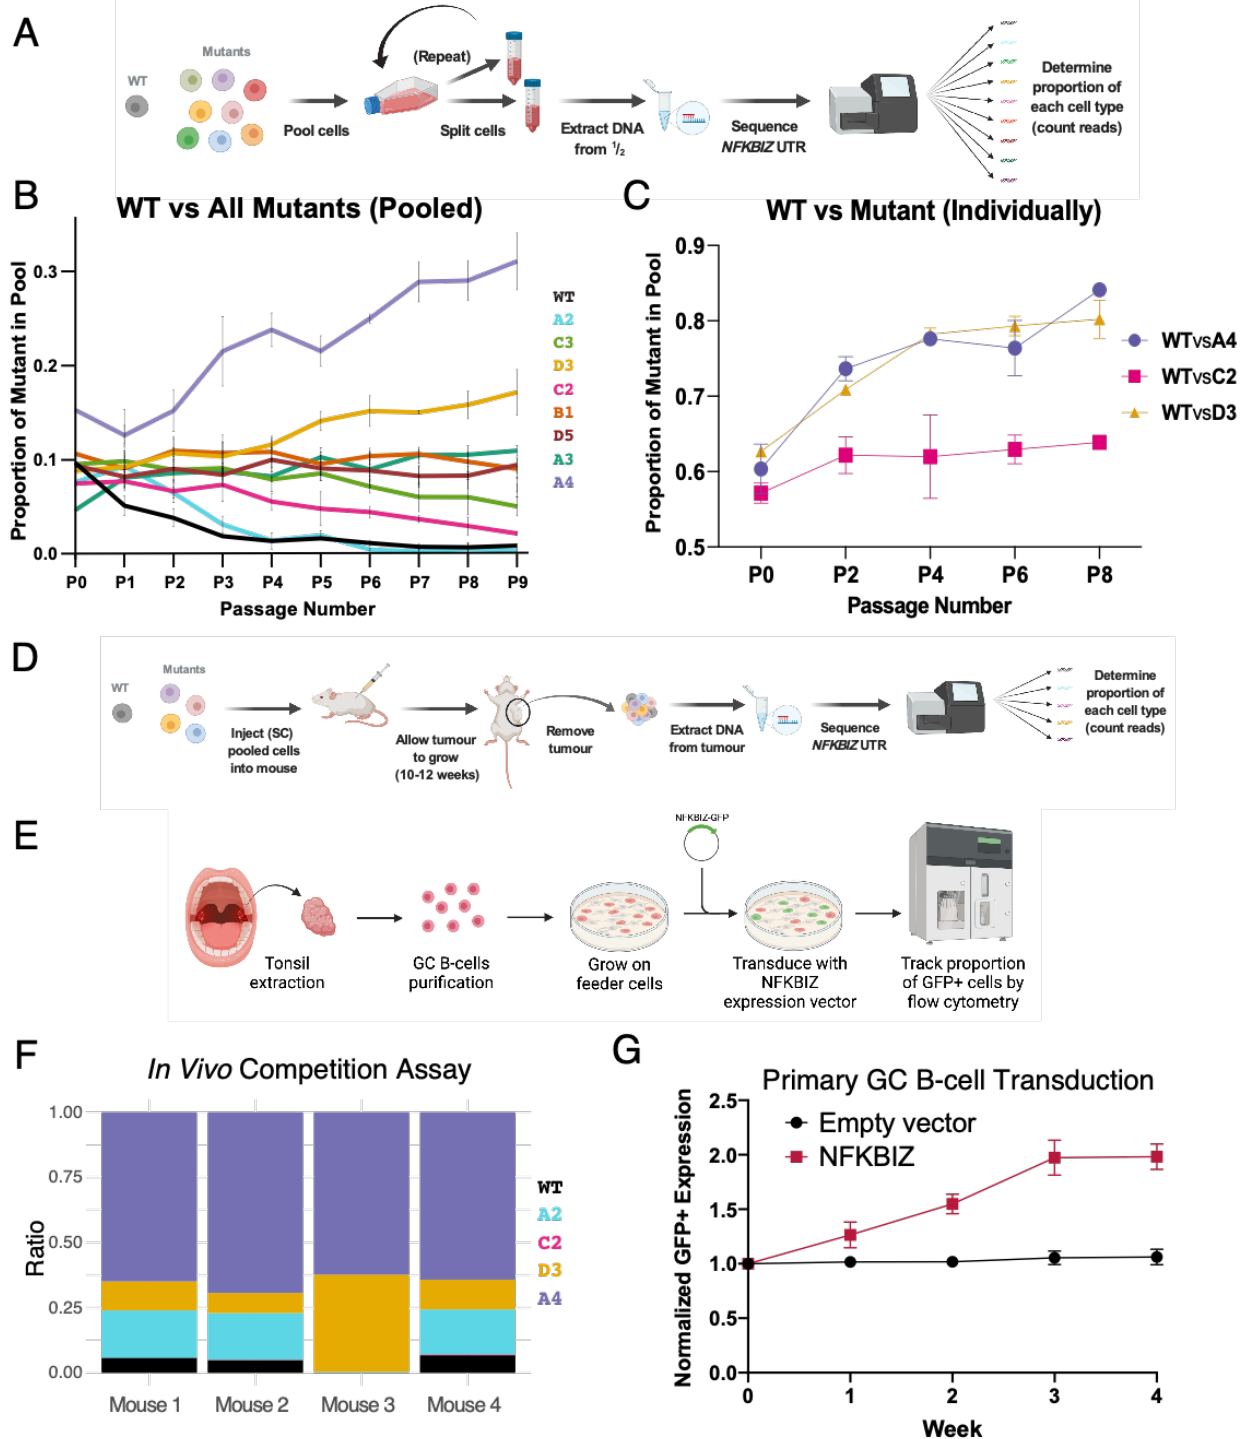 A
WT
Mutants
Pool cells
(Repeat)
Split cells
Extract DNA
from 1/2
Sequence
NFKBIZ UTR
Determine
proportion of
each cell type
(count reads)
B
WT vs All Mutants (Pooled)
Proportion of Mutant in Pool
0.3
0.2
0.1
0.0
P0 P1 P2 P3 P4 P5 P6 P7 P8 P9
Passage Number
WT
A2
C3
D3
C2
B1
D5
A3
A4
C
WT vs Mutant (Individually)
Proportion of Mutant in Pool
0.9
0.8
0.7
0.6
0.5
P0 P2 P4 P6 P8
Passage Number
WTvsA4
WTvsC2
WTvsD3
D
WT
Mutants
Inject (SC)
pooled cells
into mouse
Allow tumour
to grow
(10-12 weeks)
Remove
tumour
Extract DNA
from tumour
Sequence
NFKBIZ UTR
Determine
proportion of
each cell type
(count reads)
E
Tonsil
extraction
GC B-cells
purification
Grow on
feeder cells
NFKBIZ-GFP
Transduce with
NFKBIZ
expression vector
Track proportion
of GFP+ cells by
flow cytometry
F
In Vivo Competition Assay
Ratio
1.00
0.75
0.50
0.25
0.00
Mouse 1 Mouse 2 Mouse 3 Mouse 4
WT
A2
C2
D3
A4
G
Primary GC B-cell Transduction
Normalized GFP+ Expression
2.5
2.0
1.5
1.0
0.5
0.0
0 1 2 3 4
Week
Empty vector
NFKBIZ